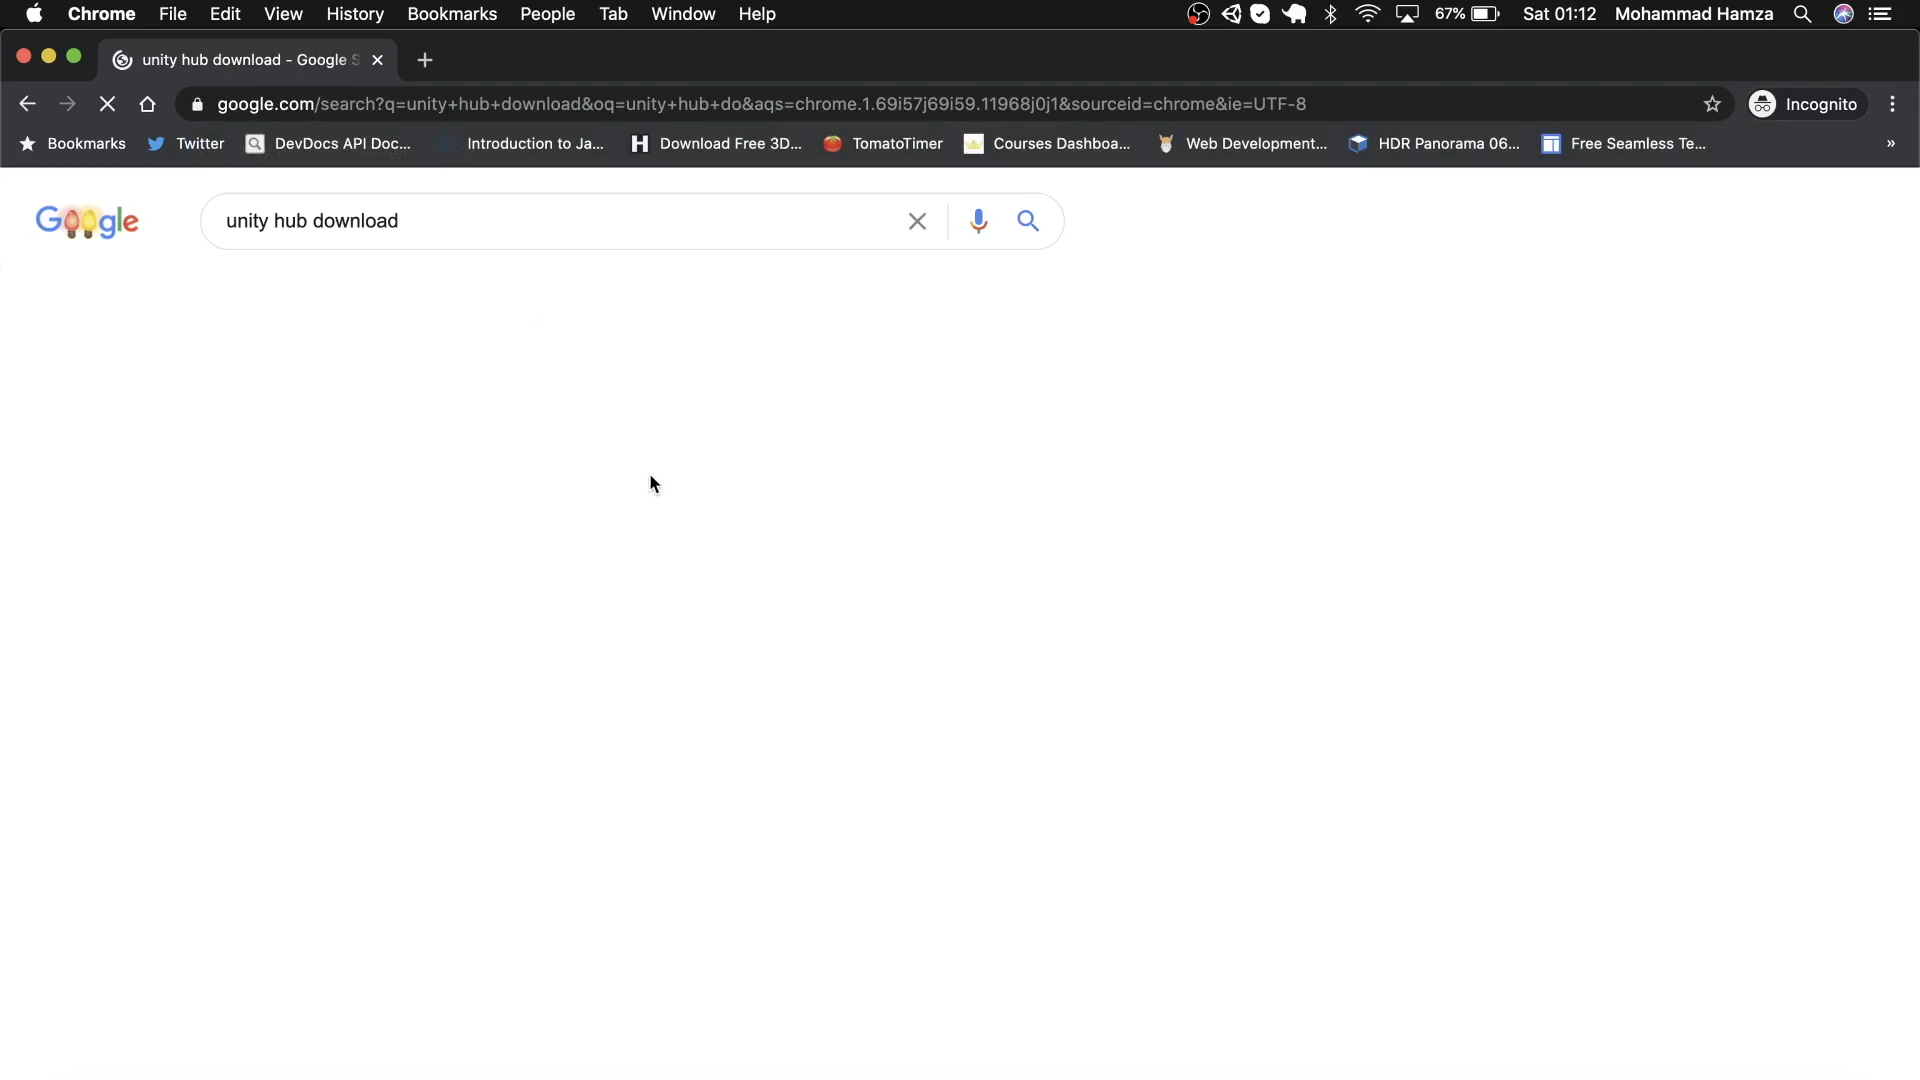 Chrome File Edit View History Bookmarks People Tab Window Help 67% Sat 01:12 Mohammad Hamza
unity hub download - Google S
google.com/search?q=unity+hub+download&oq=unity+hub+do&aqs=chrome.1.69i57j69i59.11968j0j1&sourceid=chrome&ie=UTF-8 Incognito
Bookmarks Twitter DevDocs API Doc... Introduction to Ja... Download Free 3D... TomatoTimer Courses Dashboa... Web Development... HDR Panorama 06... Free Seamless Te... »
Google unity hub download